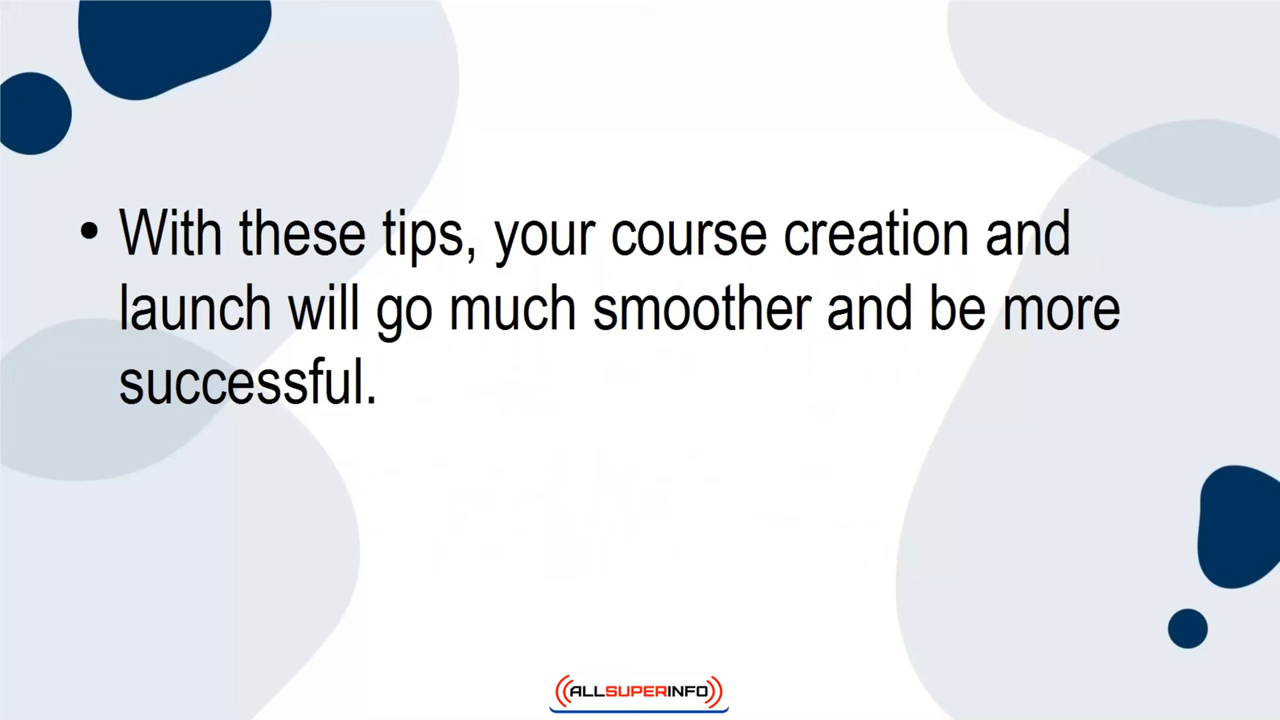 • With these tips, your course creation and
launch will go much smoother and be more
successful.
ALLSUPERINFO